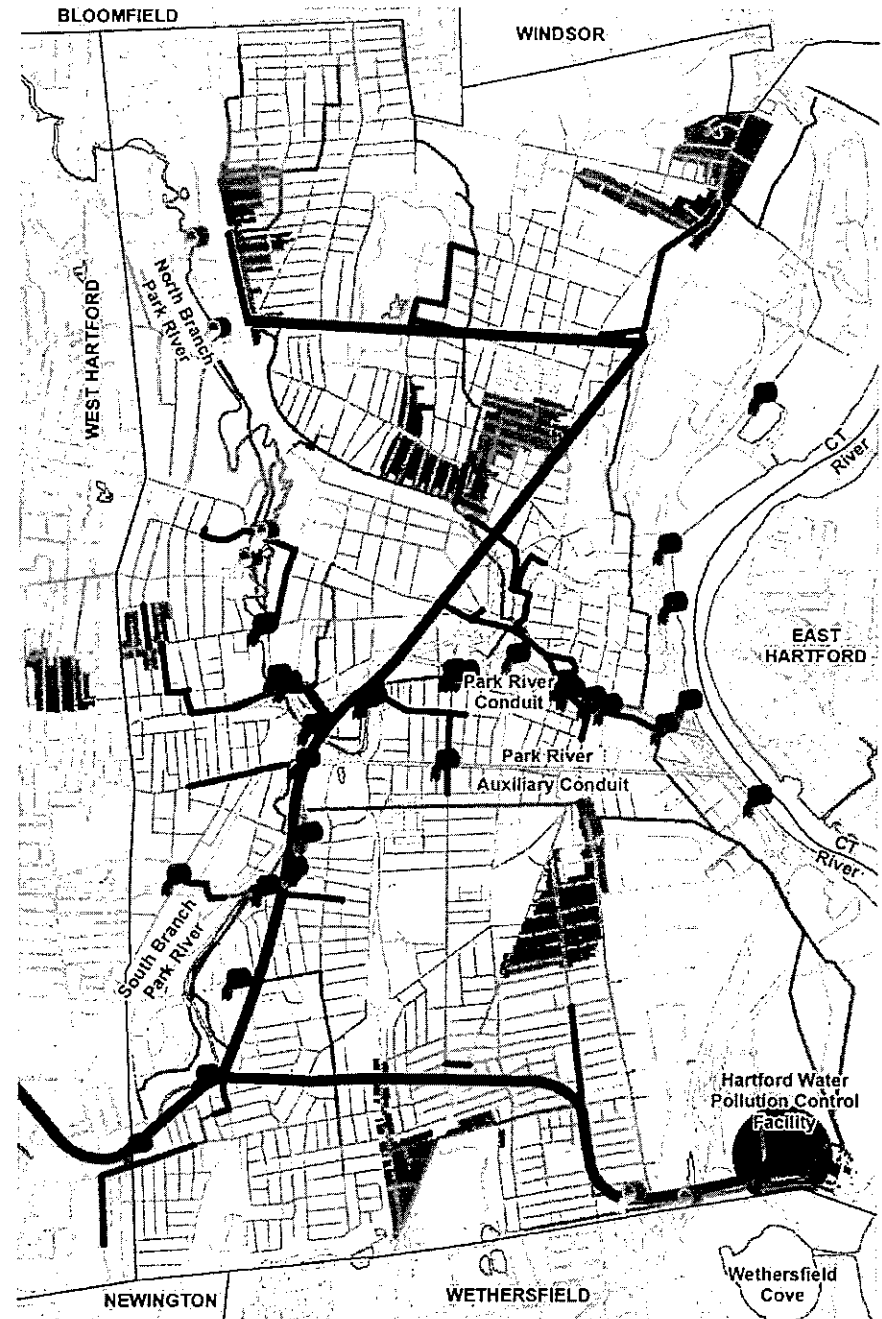 BLOOMFIELD
WINDSOR
WEST HARTFORD
North Branch
Park River
CT
River
EAST
HARTFORD
Park River
Conduit
Park River
Auxiliary Conduit
CT
River
South Branch
Park River
Hartford Water
Pollution Control
Facility
Wethersfield
Cove
NEWINGTON
WETHERSFIELD